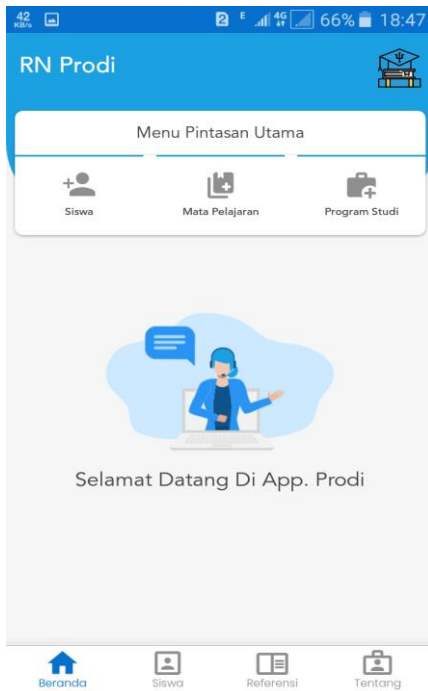 42 KB/s 2 E 4G 66% 18:47
RN Prodi
Menu Pintasan Utama
Siswa Mata Pelajaran Program Studi
Selamat Datang Di App. Prodi
Beranda Siswa Referensi Tentang